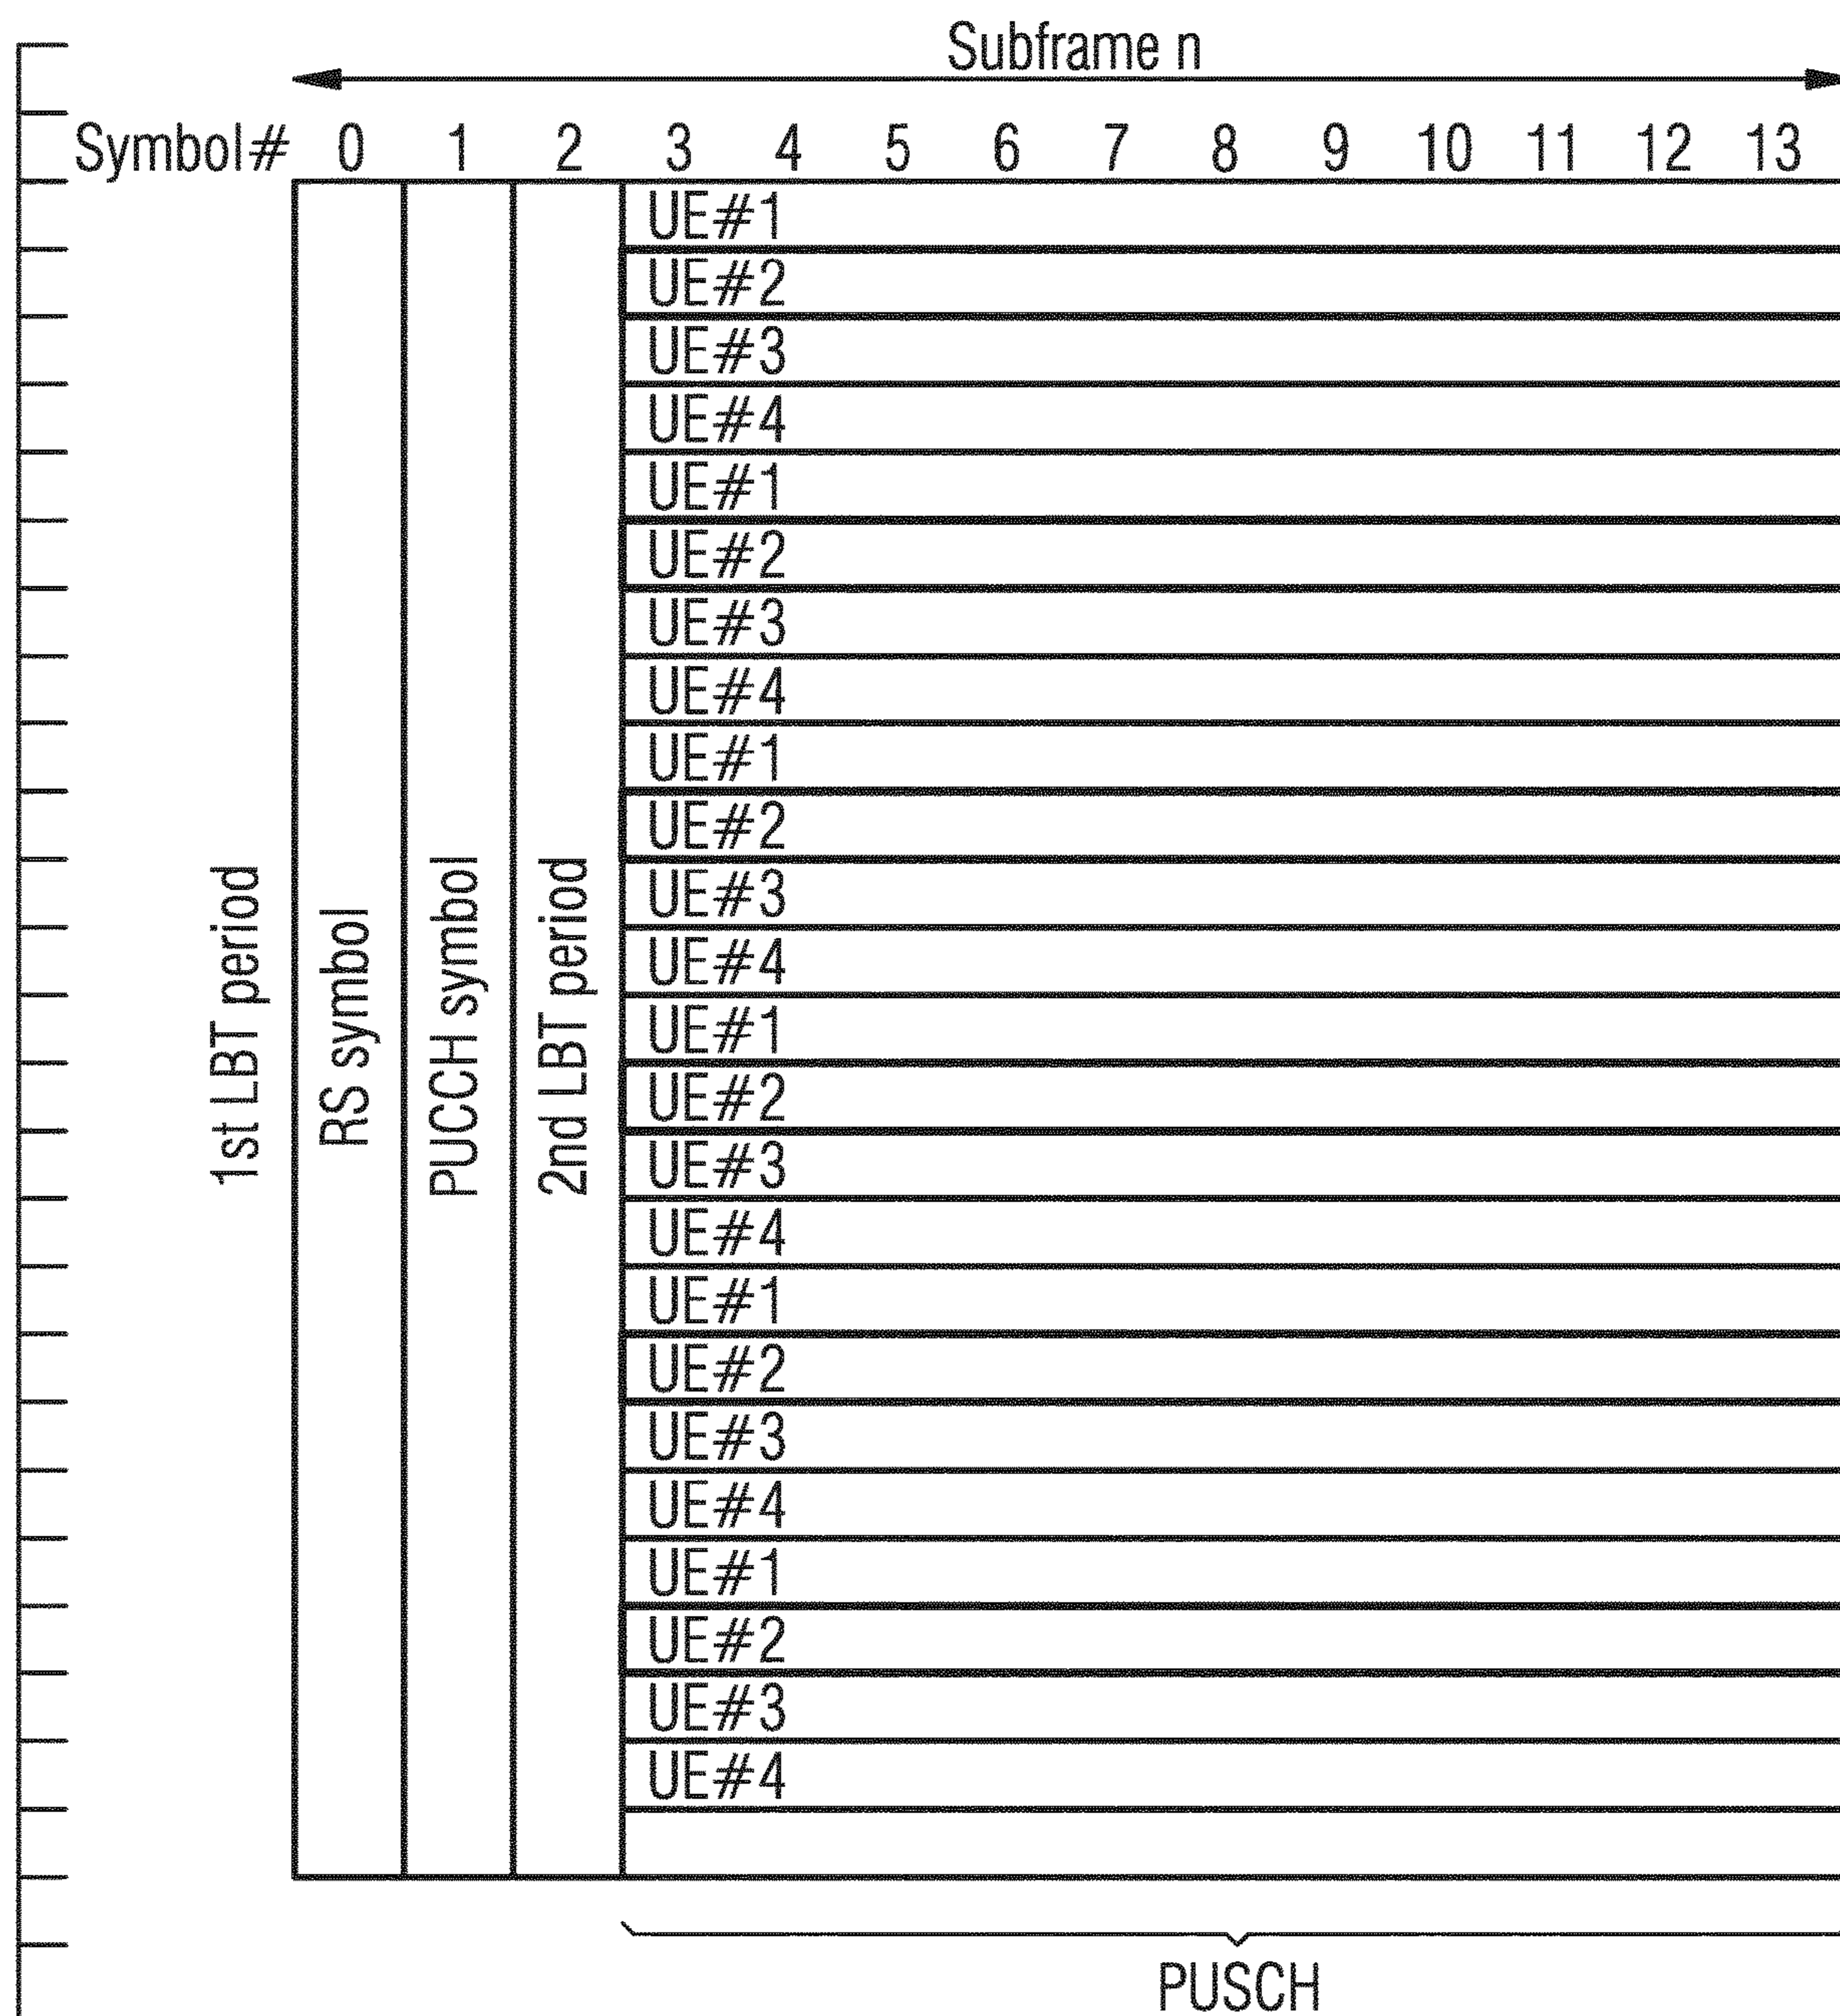 Subframe n
Symbol# 0 1 2 3 4 5 6 7 8 9 10 11 12 13
1st LBT period
RS symbol
PUCCH symbol
2nd LBT period
UE#1
UE#2
UE#3
UE#4
UE#1
UE#2
UE#3
UE#4
UE#1
UE#2
UE#3
UE#4
UE#1
UE#2
UE#3
UE#4
UE#1
UE#2
UE#3
UE#4
UE#1
UE#2
UE#3
UE#4
PUSCH